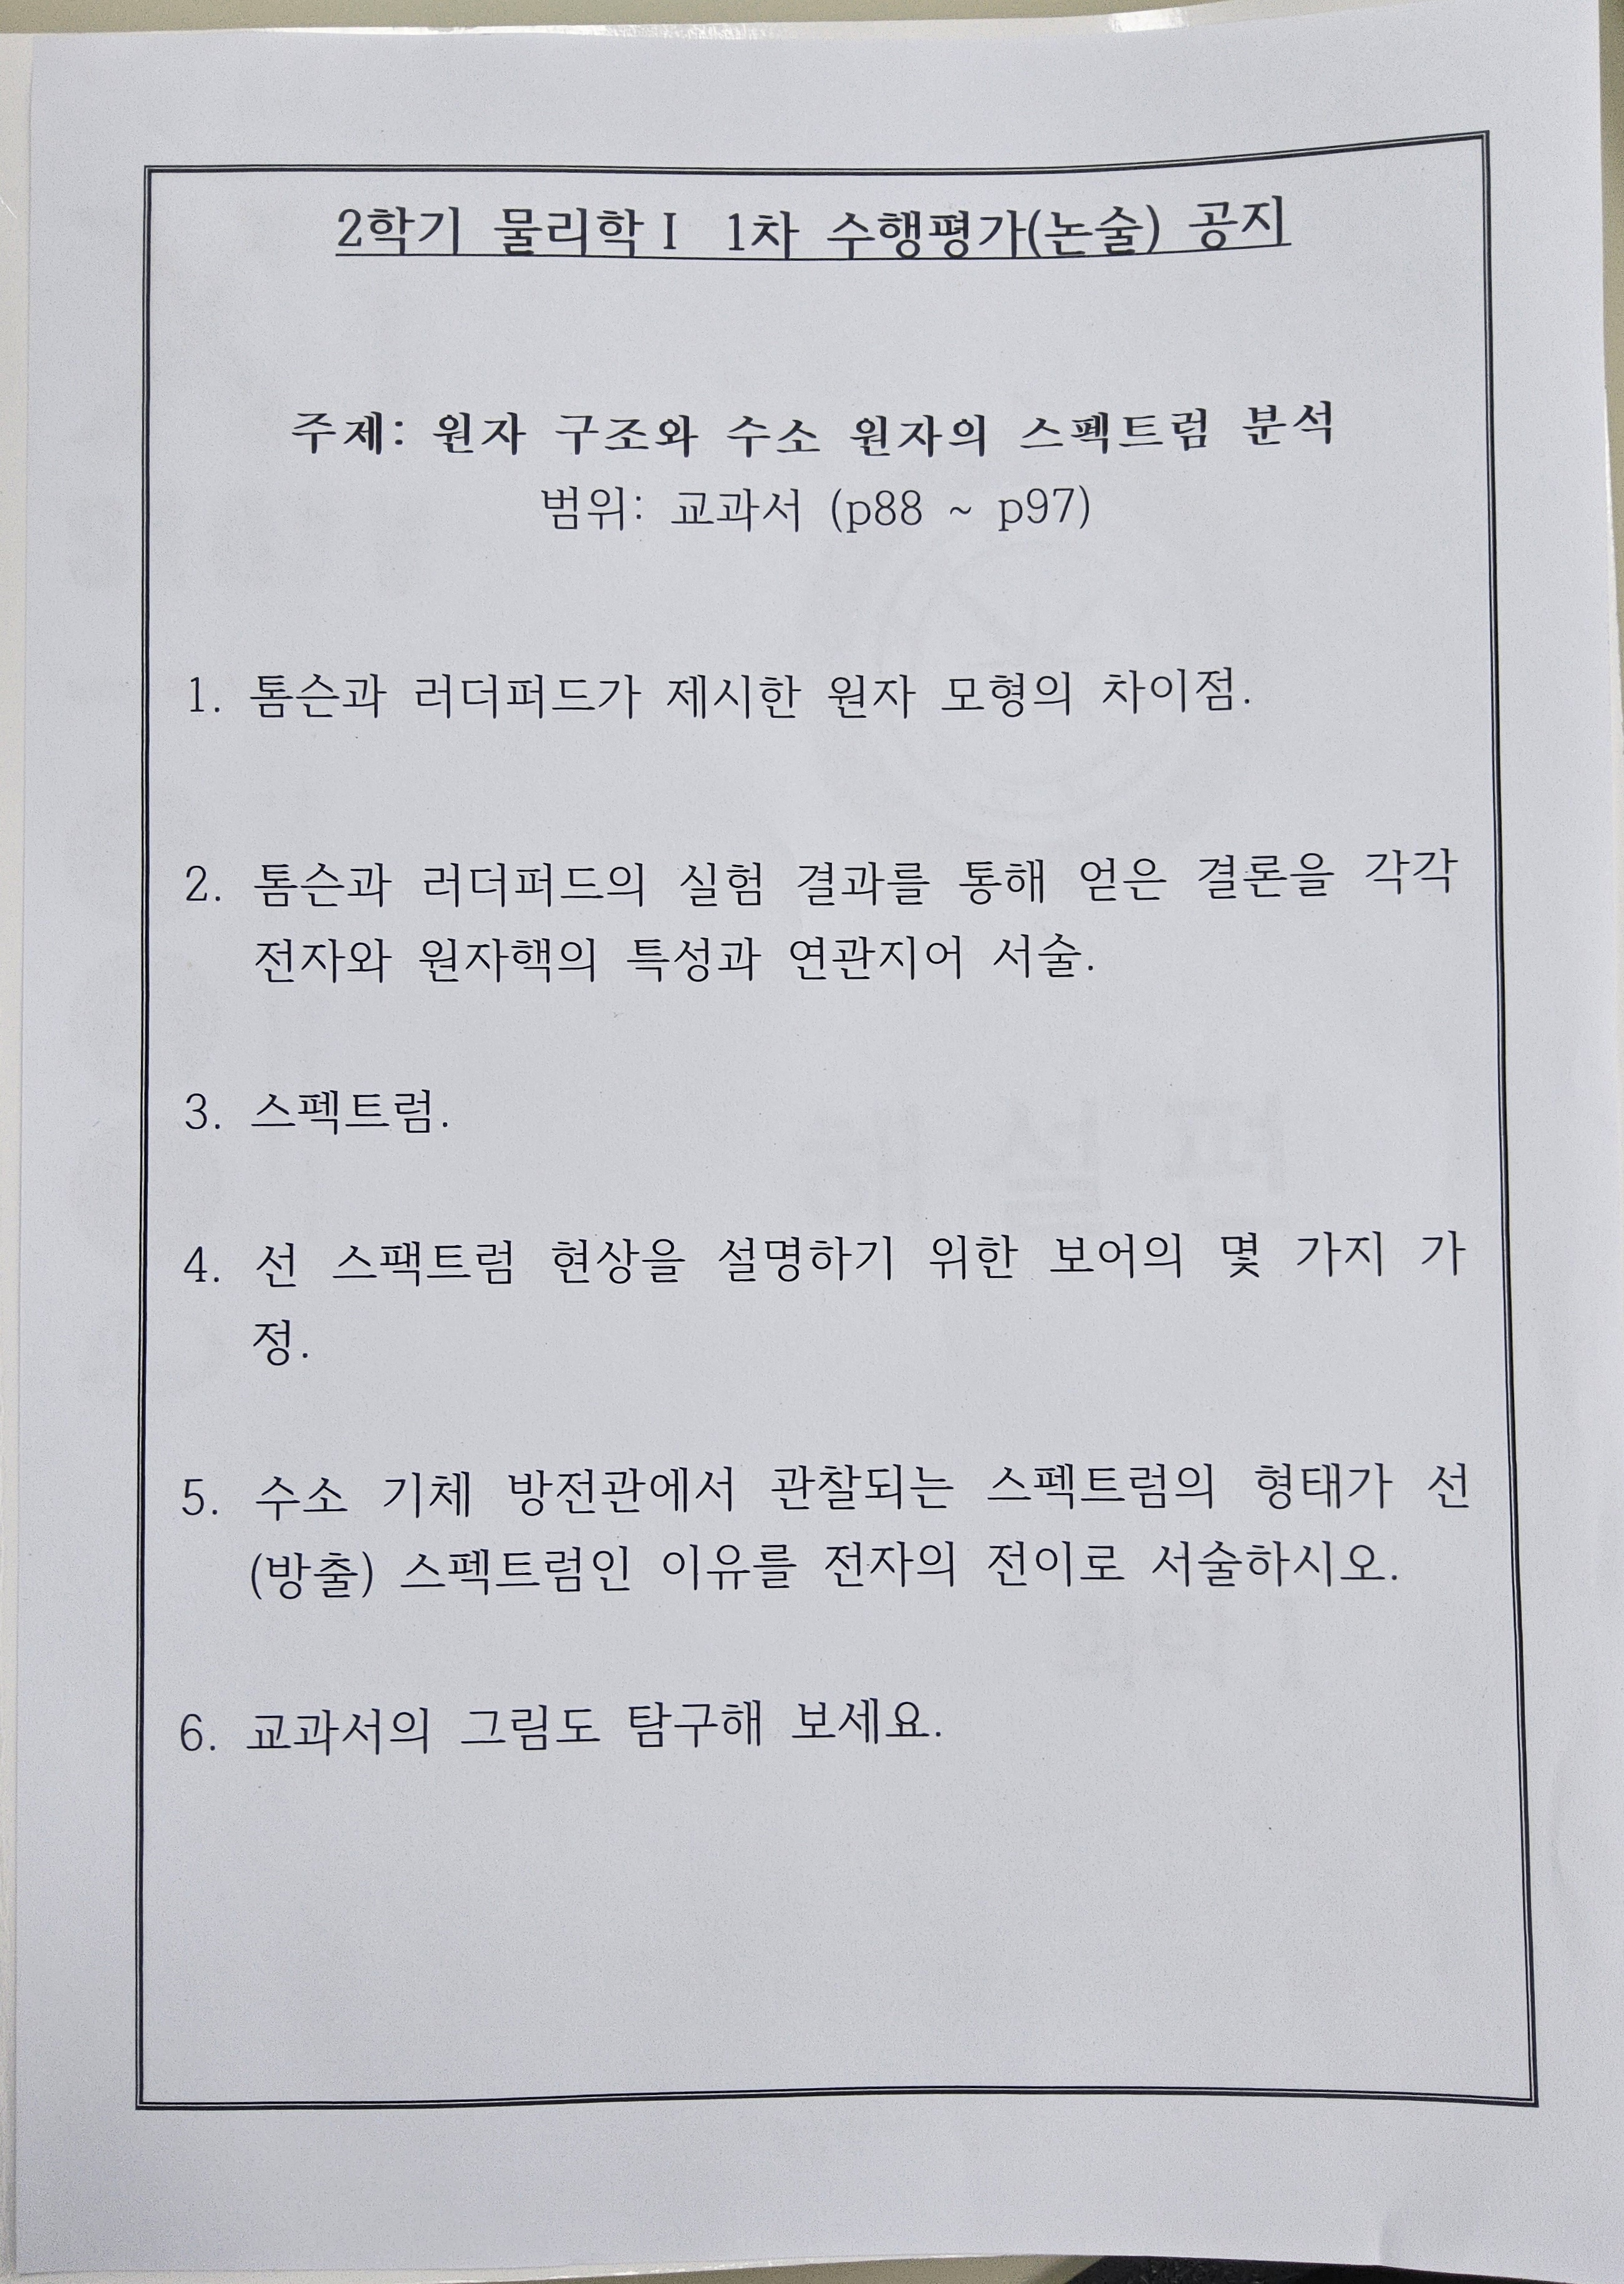 2학기 물리학Ⅰ 1차 수행평가(논술) 공지
주제: 원자 구조와 수소 원자의 스펙트럼 분석
범위: 교과서 (p88 ~ p97)
1. 톰슨과 러더퍼드가 제시한 원자 모형의 차이점.
2. 톰슨과 러더퍼드의 실험 결과를 통해 얻은 결론을 각각
전자와 원자핵의 특성과 연관지어 서술.
3. 스펙트럼.
4. 선 스팩트럼 현상을 설명하기 위한 보어의 몇 가지 가
정.
5. 수소 기체 방전관에서 관찰되는 스펙트럼의 형태가 선
(방출) 스펙트럼인 이유를 전자의 전이로 서술하시오.
6. 교과서의 그림도 탐구해 보세요.